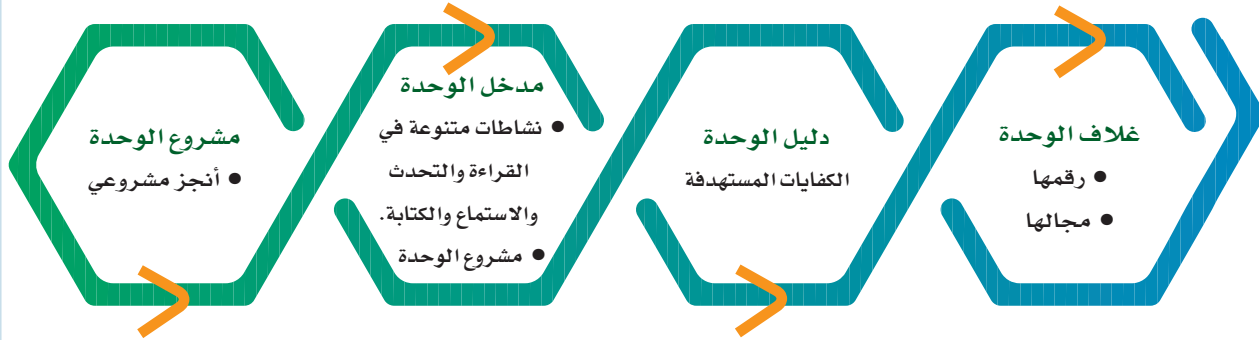 غلاف الوحدة
• رقمها
• مجالها
دليل الوحدة
الكفايات المستهدفة
مدخل الوحدة
• نشاطات متنوعة في
القراءة والتحدث
والاستماع والكتابة.
• مشروع الوحدة
مشروع الوحدة
• أنجز مشروعي